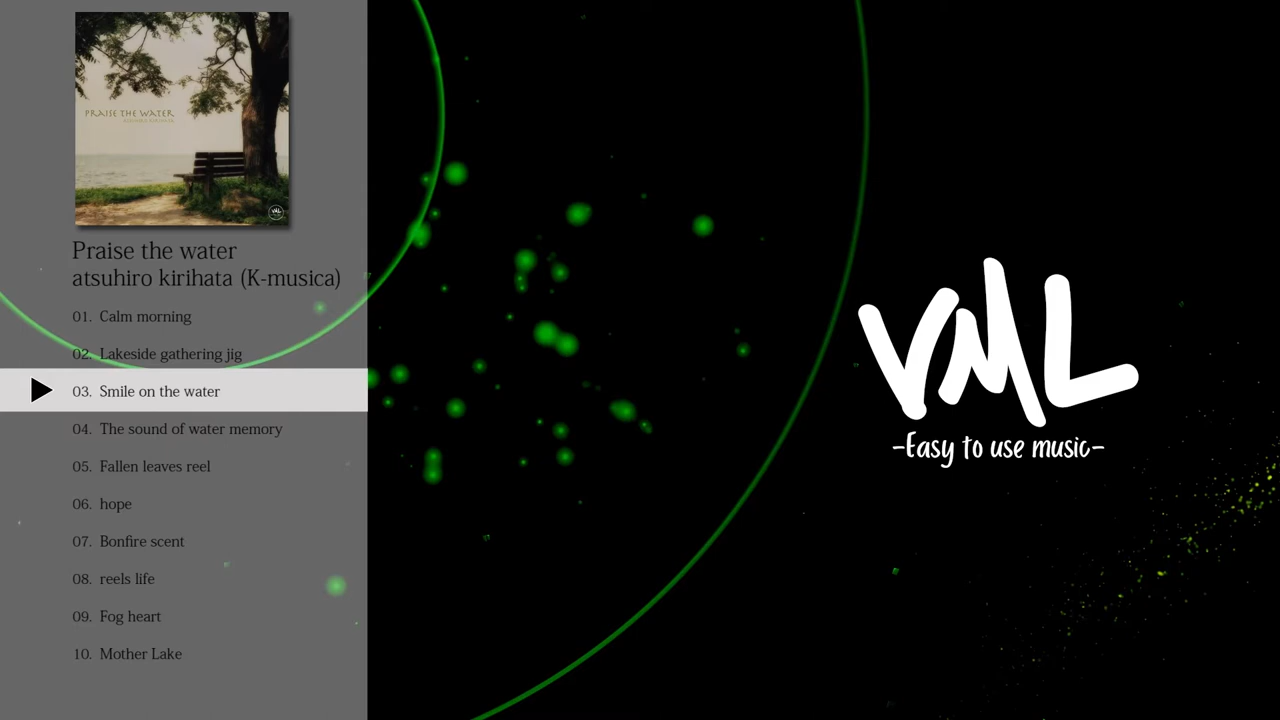 PRAISE THE WATER
VML
Praise the water
atsuhiro kirihata (K-musica)
01. Calm morning
02. Lakeside gathering jig
03. Smile on the water
04. The sound of water memory
05. Fallen leaves reel
06. hope
07. Bonfire scent
08. reels life
09. Fog heart
10. Mother Lake
VML
-Easy to use music-